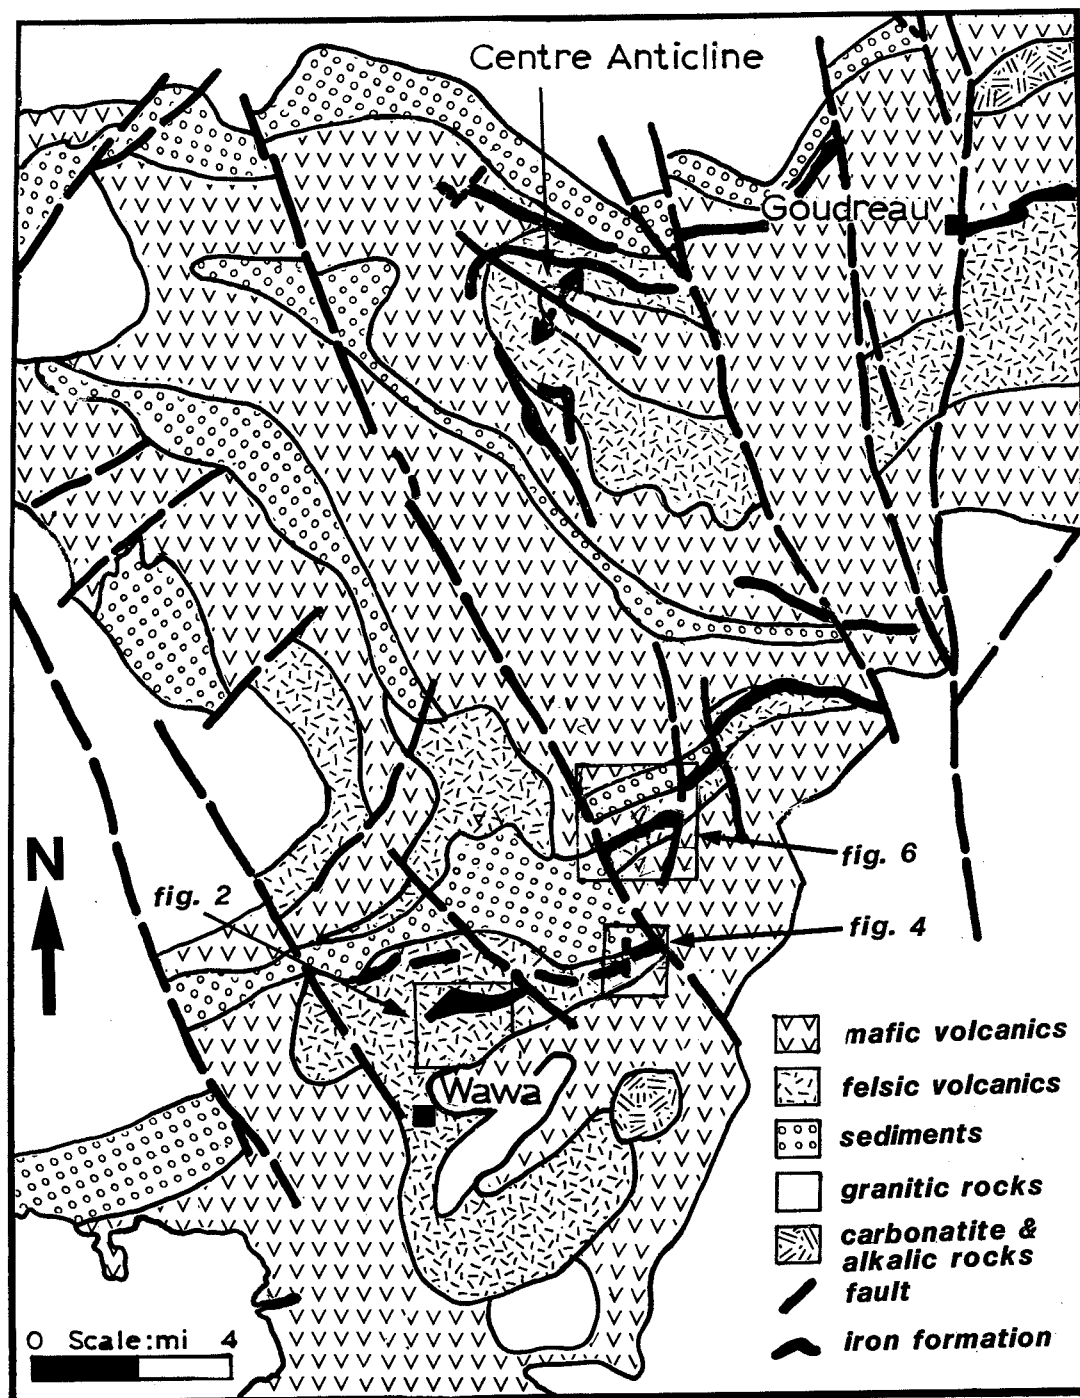 Centre Anticline
Goudreau
N
fig. 2
fig. 6
fig. 4
Wawa
mafic volcanics
felsic volcanics
sediments
granitic rocks
carbonatite &
alkalic rocks
fault
iron formation
0 Scale:mi 4